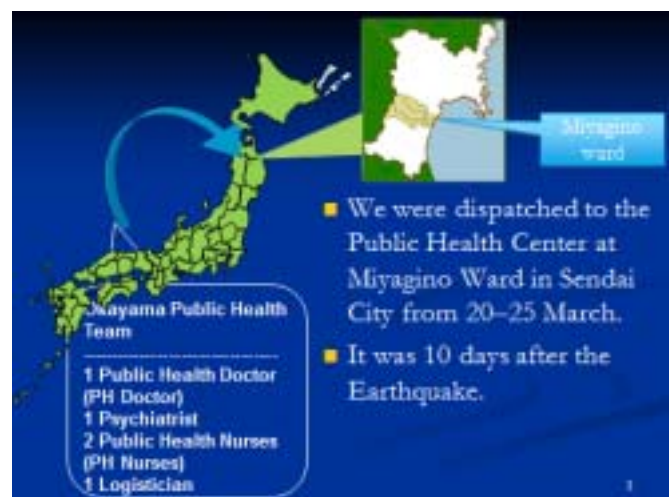 Miyagino
ward
We were dispatched to the
Public Health Center at
Miyagino Ward in Sendai
City from 20–25 March.
It was 10 days after the
Earthquake.
Okayama Public Health
Team
------------------------------
1 Public Health Doctor
(PH Doctor)
1 Psychiatrist
2 Public Health Nurses
(PH Nurses)
1 Logistician